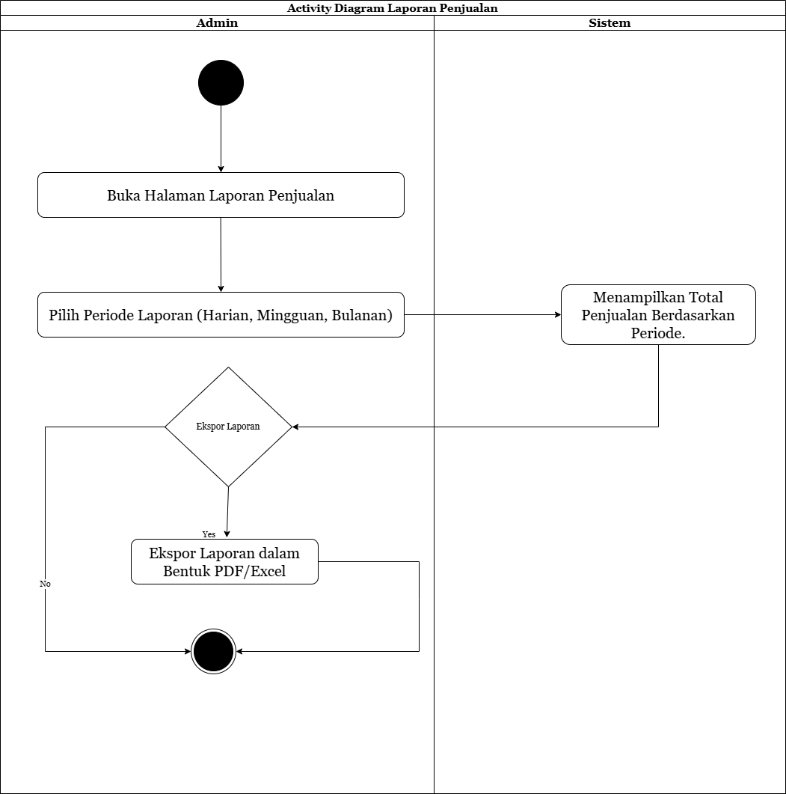 Activity Diagram Laporan Penjualan
Admin
Sistem
Buka Halaman Laporan Penjualan
Pilih Periode Laporan (Harian, Mingguan, Bulanan)
Menampilkan Total
Penjualan Berdasarkan
Periode.
Ekspor Laporan
Yes
Ekspor Laporan dalam
Bentuk PDF/Excel
No